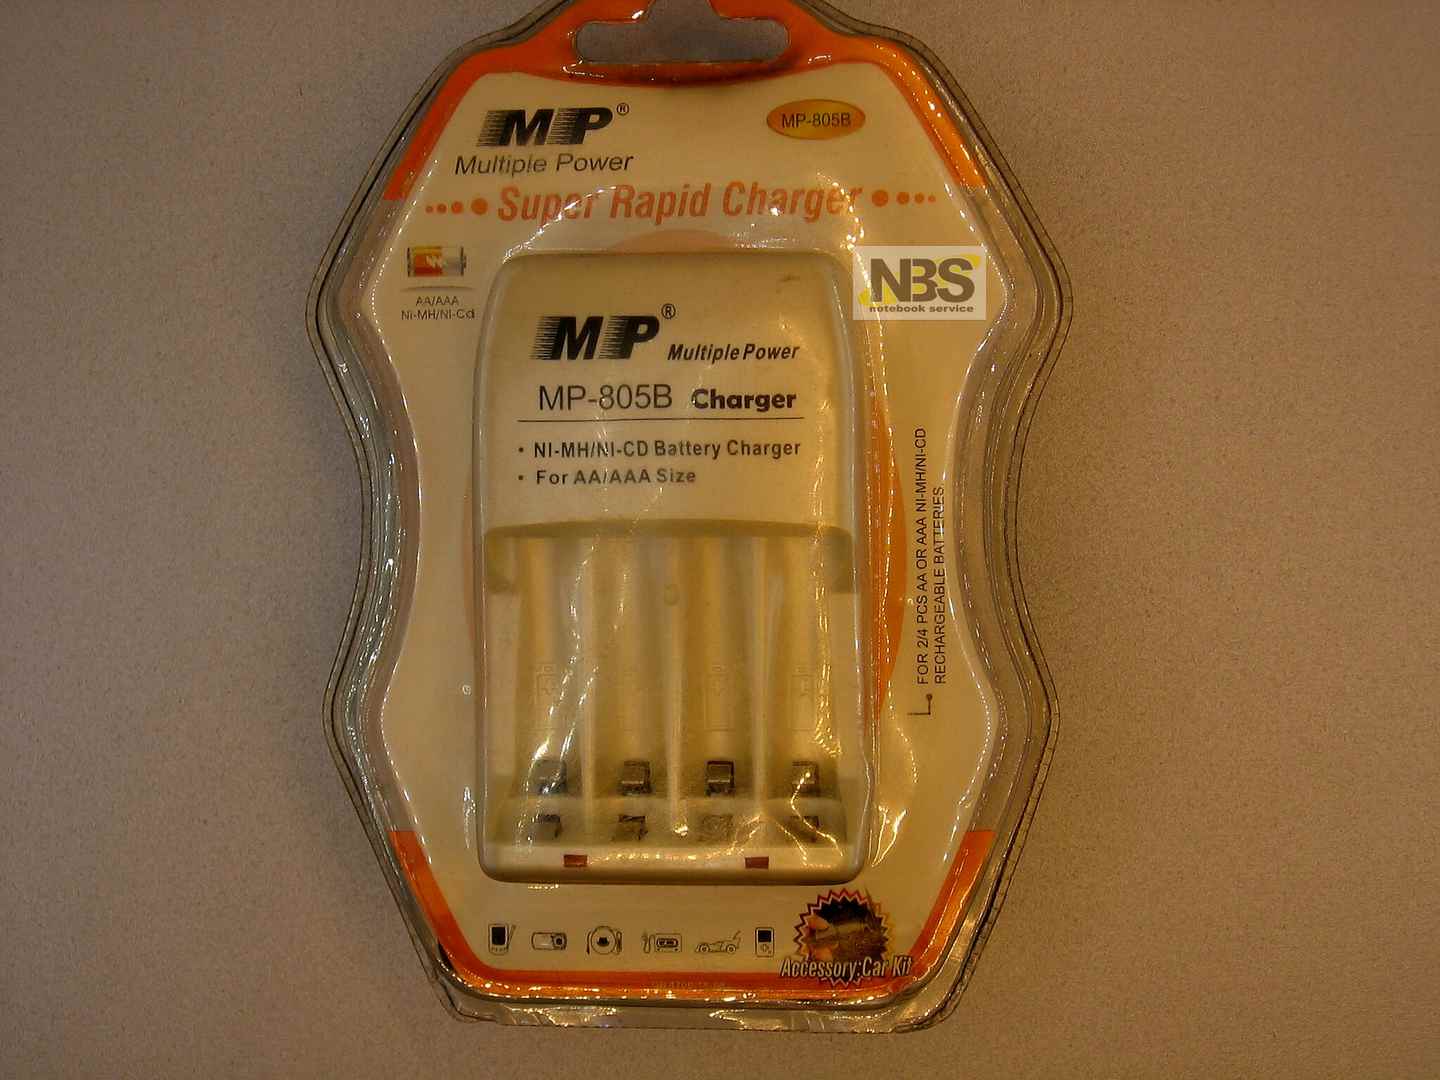 MP®
MP-805B
Multiple Power
Super Rapid Charger
AA/AAA
Ni-MH/Ni-Cd
NBS
notebook service
MP® Multiple Power
MP-805B Charger
• NI-MH/NI-CD Battery Charger
• For AA/AAA Size
FOR 2/4 PCS AA OR AAA NI-MH/NI-CD
RECHARGEABLE BATTERIES
Accessory:Car Kit